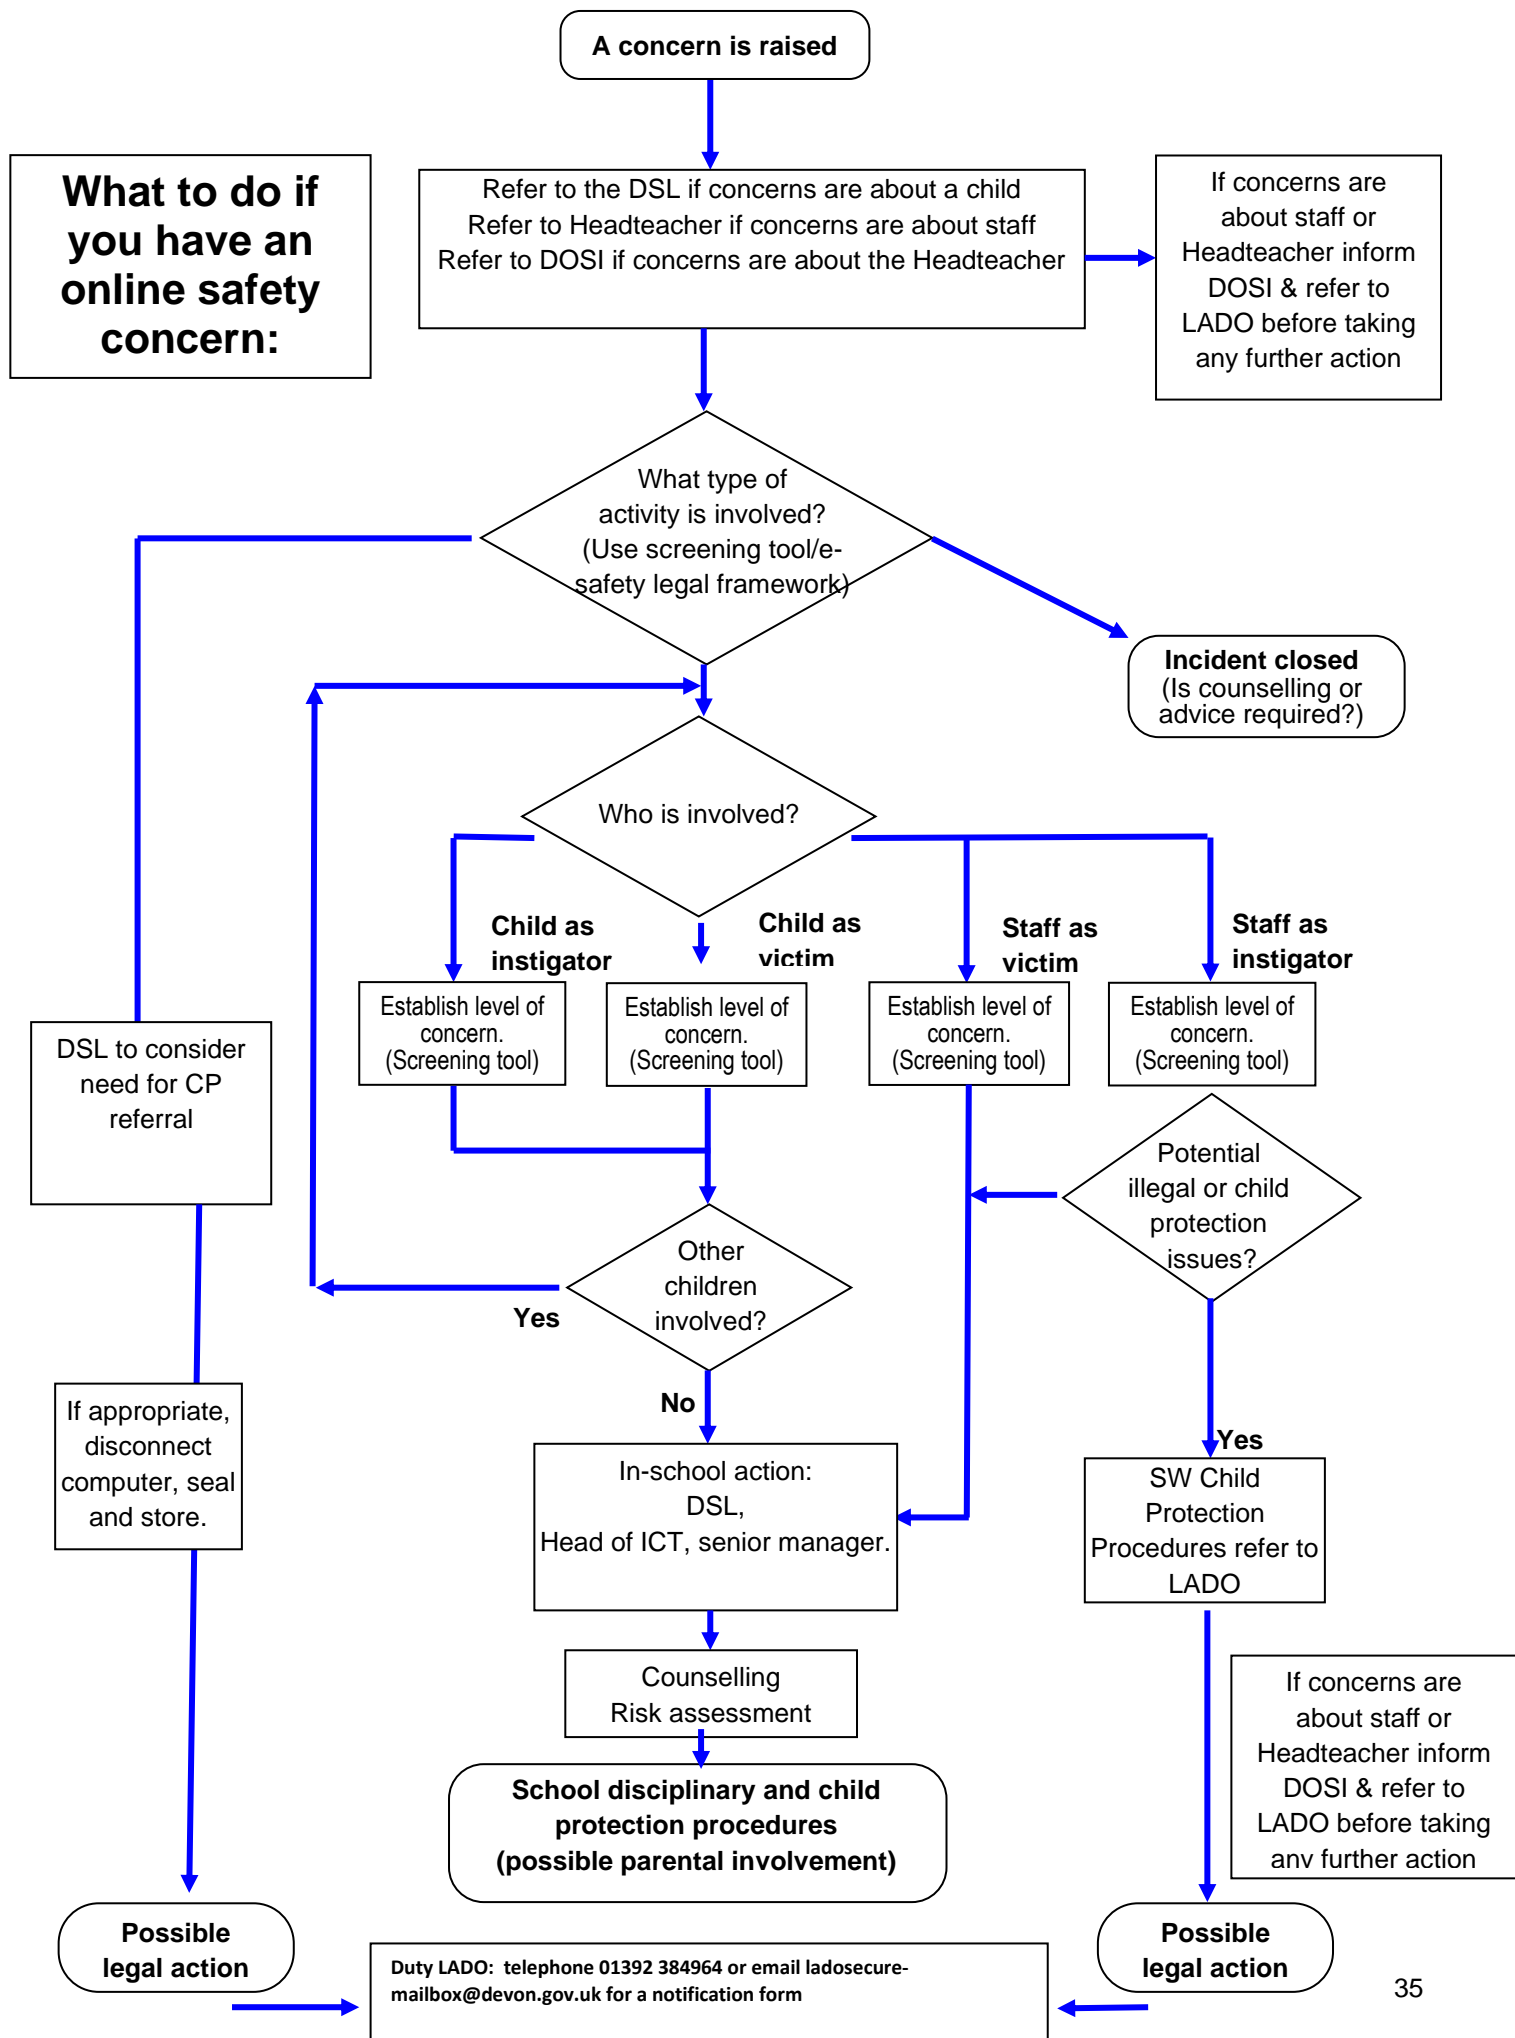 A concern is raised
What to do if
you have an
online safety
concern:
Refer to the DSL if concerns are about a child
Refer to Headteacher if concerns are about staff
Refer to DOSI if concerns are about the Headteacher
If concerns are
about staff or
Headteacher inform
DOSI & refer to
LADO before taking
any further action
What type of
activity is involved?
(Use screening tool/e-
safety legal framework)
Incident closed
(Is counselling or
advice required?)
Who is involved?
Child as
instigator
Child as
victim
Staff as
victim
Staff as
instigator
Establish level of
concern.
(Screening tool)
Establish level of
concern.
(Screening tool)
Establish level of
concern.
(Screening tool)
Establish level of
concern.
(Screening tool)
DSL to consider
need for CP
referral
Potential
illegal or child
protection
issues?
Other
children
involved?
Yes
No
Yes
If appropriate,
disconnect
computer, seal
and store.
In-school action:
DSL,
Head of ICT, senior manager.
SW Child
Protection
Procedures refer to
LADO
Counselling
Risk assessment
If concerns are
about staff or
Headteacher inform
DOSI & refer to
LADO before taking
any further action
School disciplinary and child
protection procedures
(possible parental involvement)
Possible
legal action
Possible
legal action
Duty LADO: telephone 01392 384964 or email ladosecure-
mailbox@devon.gov.uk for a notification form
35